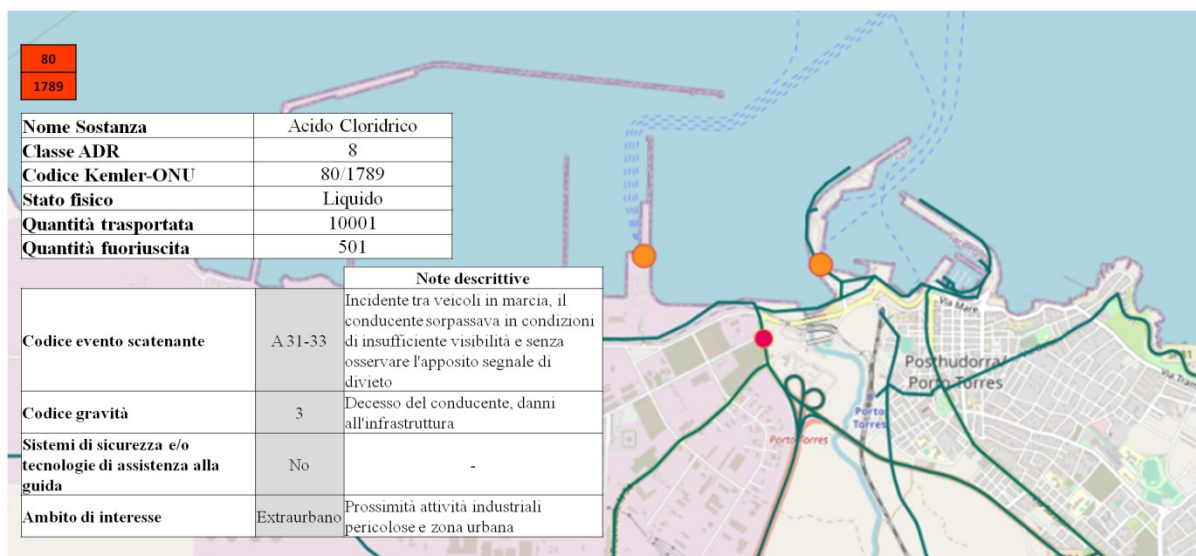 80
1789
Nome Sostanza Acido Cloridrico
Classe ADR 8
Codice Kemler-ONU 80/1789
Stato fisico Liquido
Quantità trasportata 10001
Quantità fuoriuscita 501
Note descrittive
Codice evento scatenante A 31-33 Incidente tra veicoli in marcia, il
conducente sorpassava in condizioni
di insufficiente visibilità e senza
osservare l'apposito segnale di
divieto
Codice gravità 3 Decesso del conducente, danni
all'infrastruttura
Sistemi di sicurezza e/o
tecnologie di assistenza alla
guida No -
Ambito di interesse Extraurbano Prossimità attività industriali
pericolose e zona urbana
Via Mare
Posthudorra/
Porto Torres
Porto
Torres
Porto Torres
Via Tram